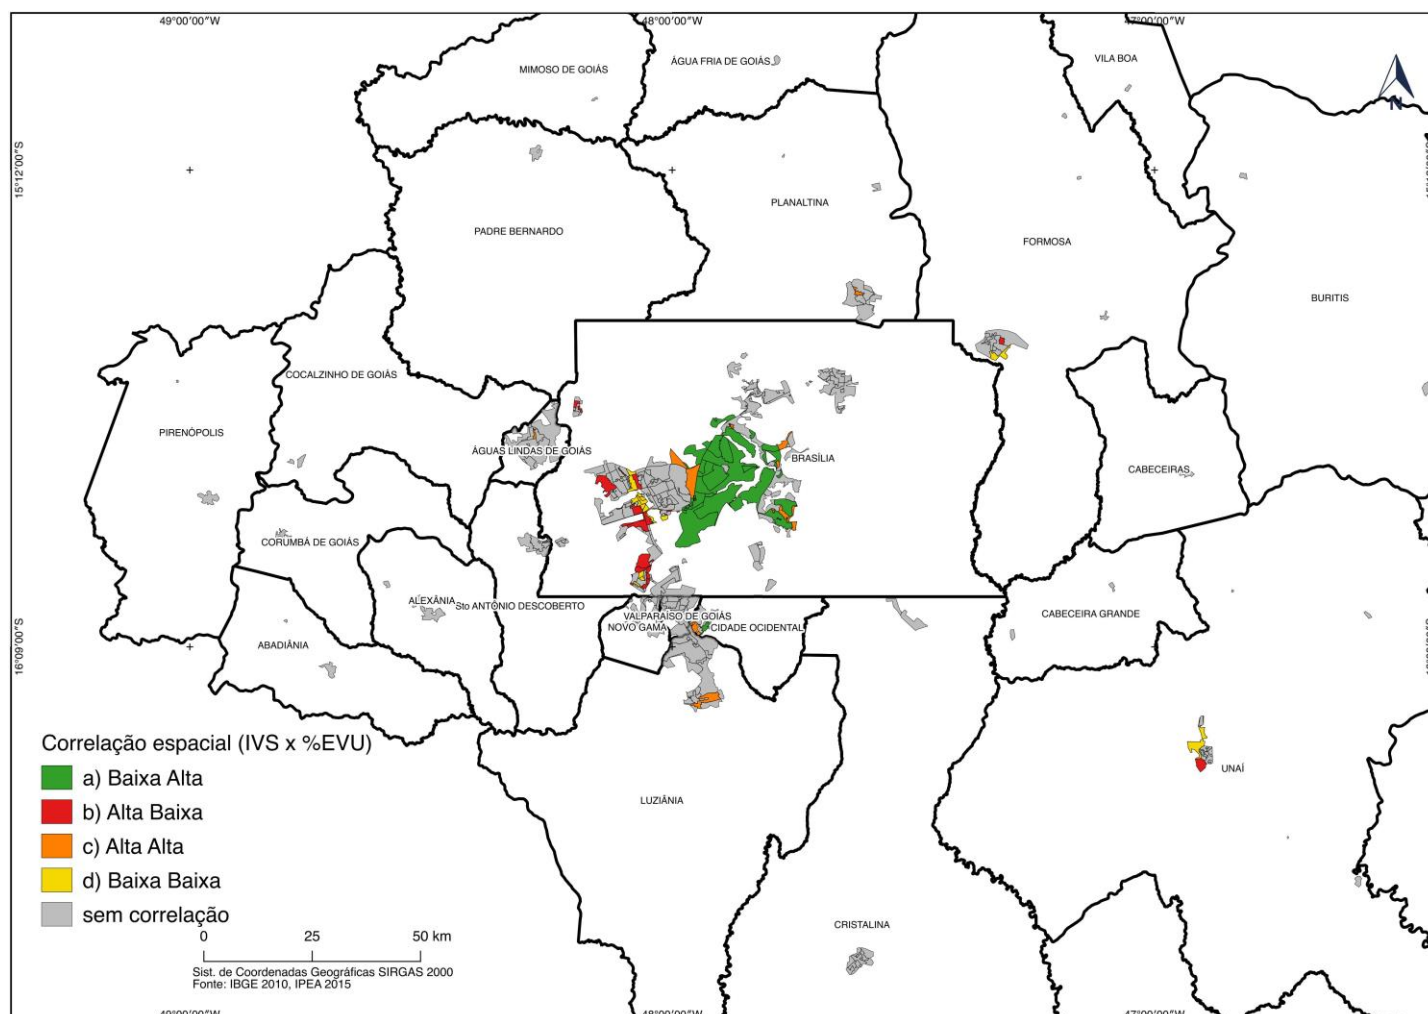 49°00′00″W
48°00′00″W
47°00′00″W
MIMOSO DE GOIÁS
ÁGUA FRIA DE GOIÁS
VILA BOA
N
15°12′00″S
PLANALTINA
PADRE BERNARDO
FORMOSA
BURITIS
COCALZINHO DE GOIÁS
PIRENÓPOLIS
ÁGUAS LINDAS DE GOIÁS
BRASÍLIA
CABECEIRAS
CORUMBÁ DE GOIÁS
ALEXÂNIA
Sto ANTÔNIO DESCOBERTO
VALPARAÍSO DE GOIÁS
NOVO GAMA
CIDADE OCIDENTAL
CABECEIRA GRANDE
ABADIÂNIA
16°09′00″S
Correlação espacial (IVS x %EVU)
a) Baixa Alta
b) Alta Baixa
c) Alta Alta
d) Baixa Baixa
sem correlação
UNAÍ
LUZIÂNIA
CRISTALINA
0 25 50 km
Sist. de Coordenadas Geográficas SIRGAS 2000
Fonte: IBGE 2010, IPEA 2015